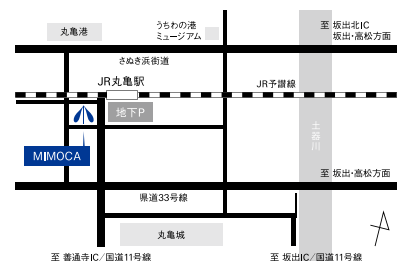 丸亀港
うちわの港
ミュージアム
至 坂出北IC
坂出・高松方面
さぬき浜街道
JR丸亀駅
JR予讃線
地下P
土器川
MIMOCA
至 坂出・高松方面
県道33号線
丸亀城
至 善通寺IC／国道11号線
至 坂出IC／国道11号線